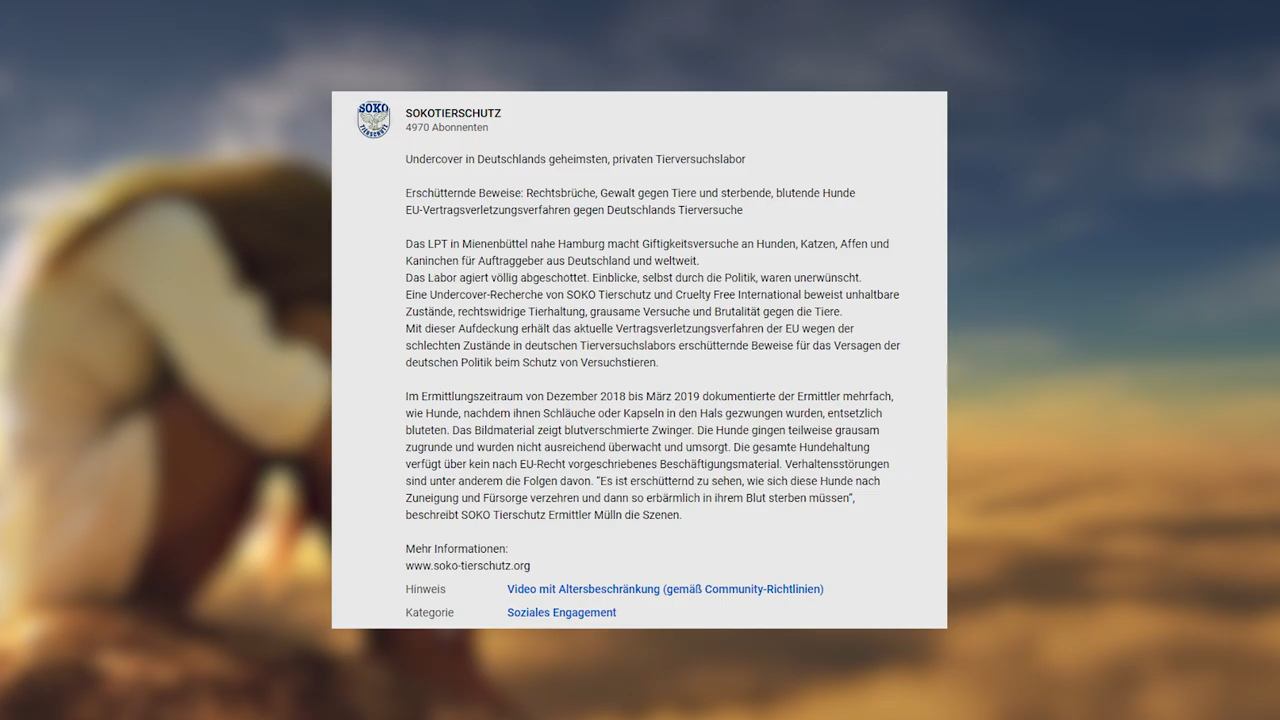 SOKO
TIERSCHUTZ
SOKOTIERSCHUTZ
4970 Abonnenten
Undercover in Deutschlands geheimsten, privaten Tierversuchslabor
Erschütternde Beweise: Rechtsbrüche, Gewalt gegen Tiere und sterbende, blutende Hunde
EU-Vertragsverletzungsverfahren gegen Deutschlands Tierversuche
Das LPT in Mienenbüttel nahe Hamburg macht Giftigkeitsversuche an Hunden, Katzen, Affen und
Kaninchen für Auftraggeber aus Deutschland und weltweit.
Das Labor agiert völlig abgeschottet. Einblicke, selbst durch die Politik, waren unerwünscht.
Eine Undercover-Recherche von SOKO Tierschutz und Cruelty Free International beweist unhaltbare
Zustände, rechtswidrige Tierhaltung, grausame Versuche und Brutalität gegen die Tiere.
Mit dieser Aufdeckung erhält das aktuelle Vertragsverletzungsverfahren der EU wegen der
schlechten Zustände in deutschen Tierversuchslabors erschütternde Beweise für das Versagen der
deutschen Politik beim Schutz von Versuchstieren.
Im Ermittlungszeitraum von Dezember 2018 bis März 2019 dokumentierte der Ermittler mehrfach,
wie Hunde, nachdem ihnen Schläuche oder Kapseln in den Hals gezwungen wurden, entsetzlich
bluteten. Das Bildmaterial zeigt blutverschmierte Zwinger. Die Hunde gingen teilweise grausam
zugrunde und wurden nicht ausreichend überwacht und umsorgt. Die gesamte Hundehaltung
verfügt über kein nach EU-Recht vorgeschriebenes Beschäftigungsmaterial. Verhaltensstörungen
sind unter anderem die Folgen davon. "Es ist erschütternd zu sehen, wie sich diese Hunde nach
Zuneigung und Fürsorge verzehren und dann so erbärmlich in ihrem Blut sterben müssen",
beschreibt SOKO Tierschutz Ermittler Mülln die Szenen.
Mehr Informationen:
www.soko-tierschutz.org
Hinweis Video mit Altersbeschränkung (gemäß Community-Richtlinien)
Kategorie Soziales Engagement